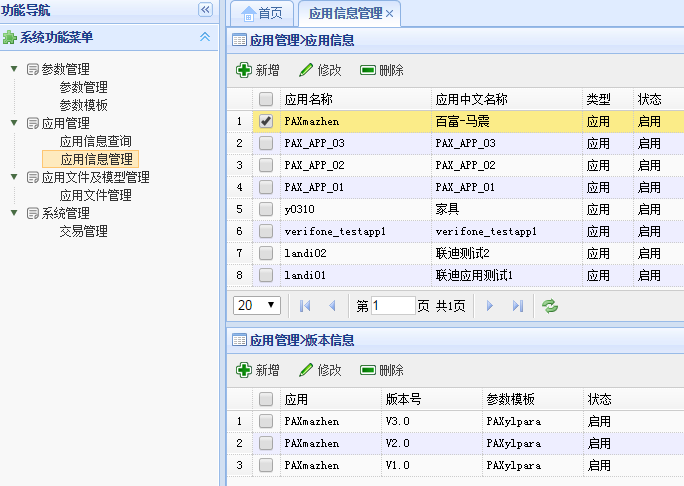 功能导航
系统功能菜单
参数管理
参数管理
参数模板
应用管理
应用信息查询
应用信息管理
应用文件及模型管理
应用文件管理
系统管理
交易管理
首页 应用信息管理
应用管理>应用信息
新增 修改 删除
应用名称 应用中文名称 类型 状态
1 PAXmazhen 百富-马震 应用 启用
2 PAX_APP_03 PAX_APP_03 应用 启用
3 PAX_APP_02 PAX_APP_02 应用 启用
4 PAX_APP_01 PAX_APP_01 应用 启用
5 y0310 家具 应用 启用
6 verifone_testapp1 verifone_testapp1 应用 启用
7 landi02 联迪测试2 应用 启用
8 landi01 联迪应用测试1 应用 启用
20 第 1 页 共1页
应用管理>版本信息
新增 修改 删除
应用 版本号 参数模板 状态
1 PAXmazhen V3.0 PAXylpara 启用
2 PAXmazhen V2.0 PAXylpara 启用
3 PAXmazhen V1.0 PAXylpara 启用